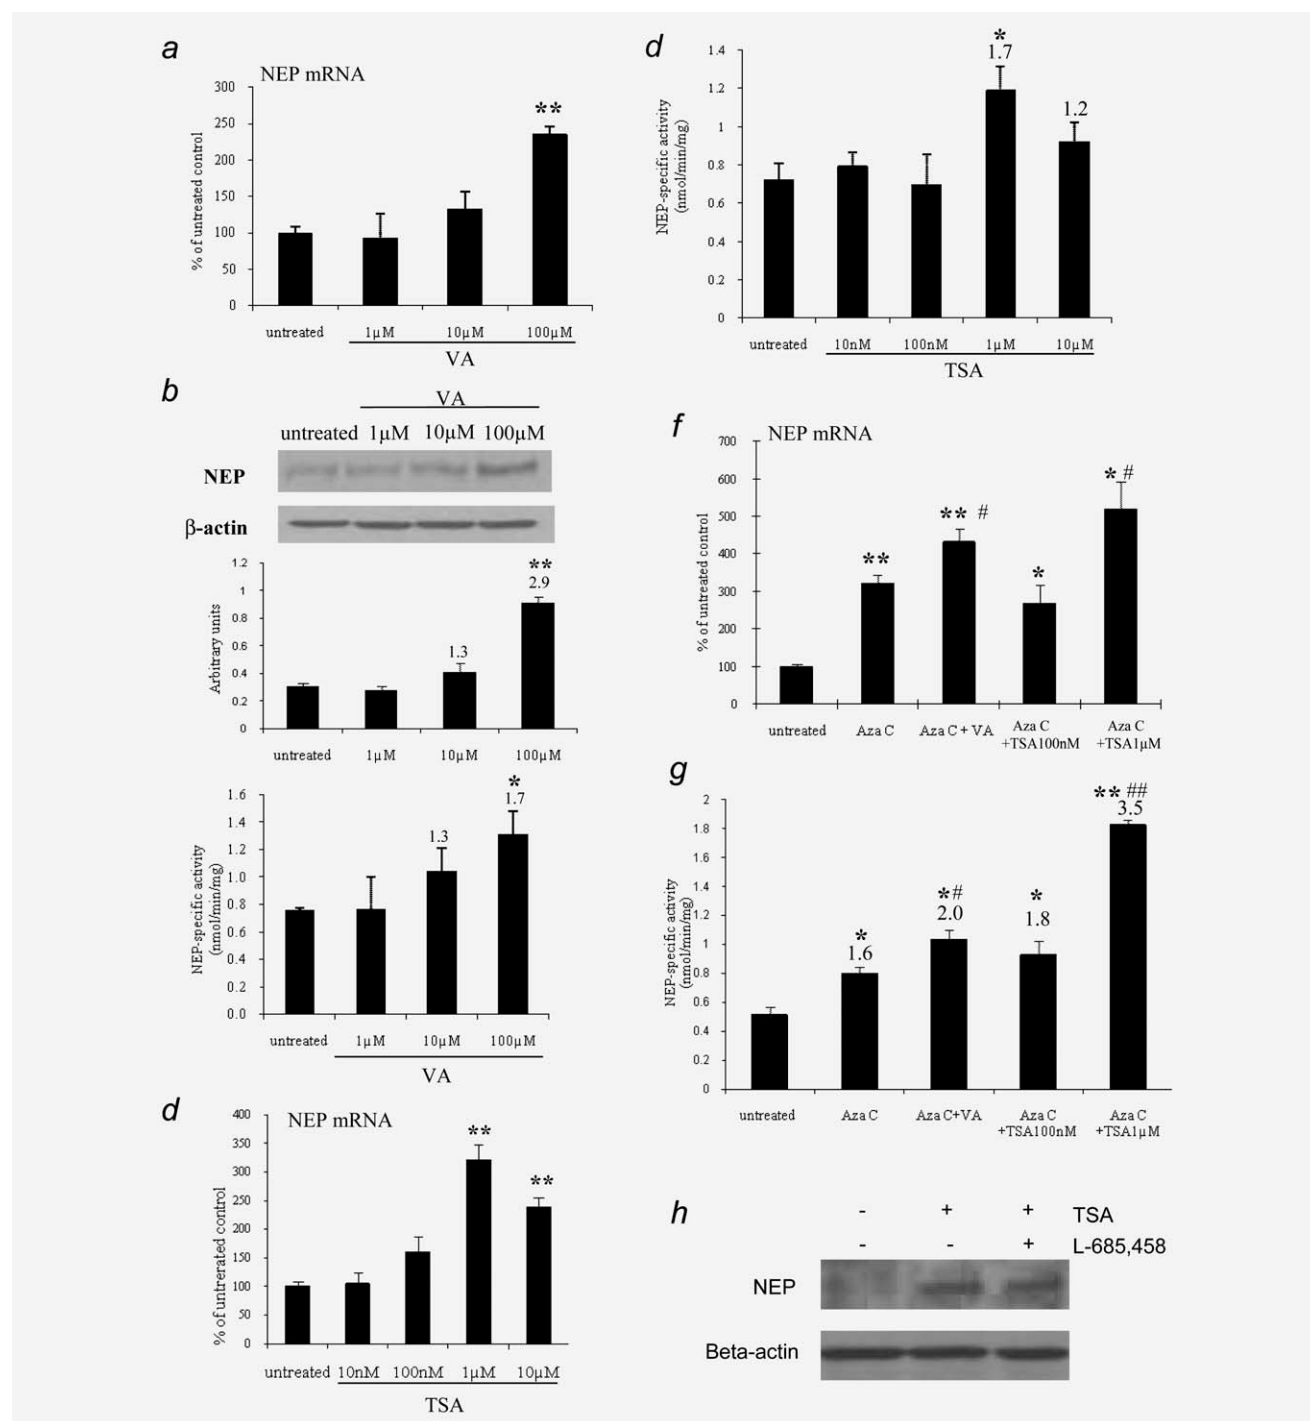 a
NEP mRNA
% of untreated control
300
250
200
150
100
50
0
**
untreated 1µM 10µM 100µM
VA
b
VA
untreated 1µM 10µM 100µM
NEP
β-actin
Arbitrary units
1.2
1
0.8
0.6
0.4
0.2
0
**
2.9
1.3
untreated 1µM 10µM 100µM
NEP-specific activity
(nmol/min/mg)
1.6
1.4
1.2
1.0
0.8
0.6
0.4
0.2
0.0
*
1.7
1.3
untreated 1µM 10µM 100µM
VA
d
NEP mRNA
% of untrerated control
400
350
300
250
200
150
100
50
0
**
**
untreated 10nM 100nM 1µM 10µM
TSA
d
NEP-specific activity
(nmol/min/mg)
1.4
1.2
1
0.8
0.6
0.4
0.2
0
*
1.7
1.2
untreated 10nM 100nM 1µM 10µM
TSA
f
NEP mRNA
% of untreated control
700
600
500
400
300
200
100
0
**
** #
*
* #
untreated Aza C Aza C + VA Aza C Aza C
+TSA100nM +TSA1µM
g
NEP-specific activity
(nmol/min/mg)
2
1.8
1.6
1.4
1.2
1
0.8
0.6
0.4
0.2
0
*
1.6
*#
2.0
*
1.8
** ##
3.5
untreated Aza C Aza C+VA Aza C Aza C
+TSA100nM +TSA1µM
h
- + + TSA
- - + L-685,458
NEP
Beta-actin